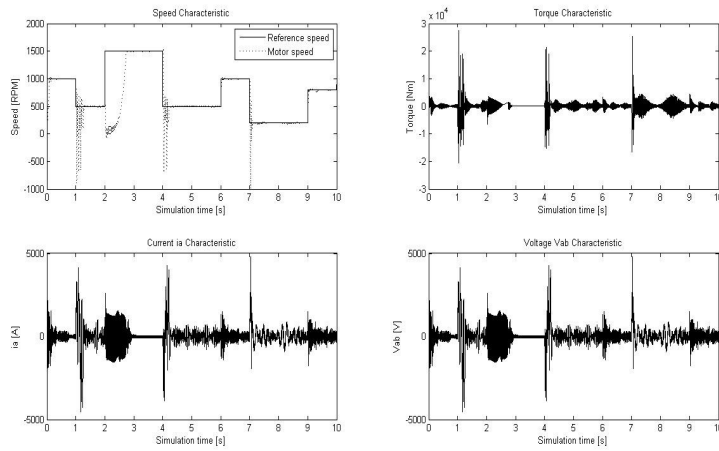 Speed Characteristic
2000
1500
1000
500
0
-500
-1000
Speed [RPM]
Reference speed
Motor speed
0 1 2 3 4 5 6 7 8 9 10
Simulation time [s]
Torque Characteristic
x 10^4
3
2
1
0
-1
-2
-3
Torque [Nm]
0 1 2 3 4 5 6 7 8 9 10
Simulation time [s]
Current ia Characteristic
5000
0
-5000
ia [A]
0 1 2 3 4 5 6 7 8 9 10
Simulation time [s]
Voltage Vab Characteristic
5000
0
-5000
Vab [V]
0 1 2 3 4 5 6 7 8 9 10
Simulation time [s]